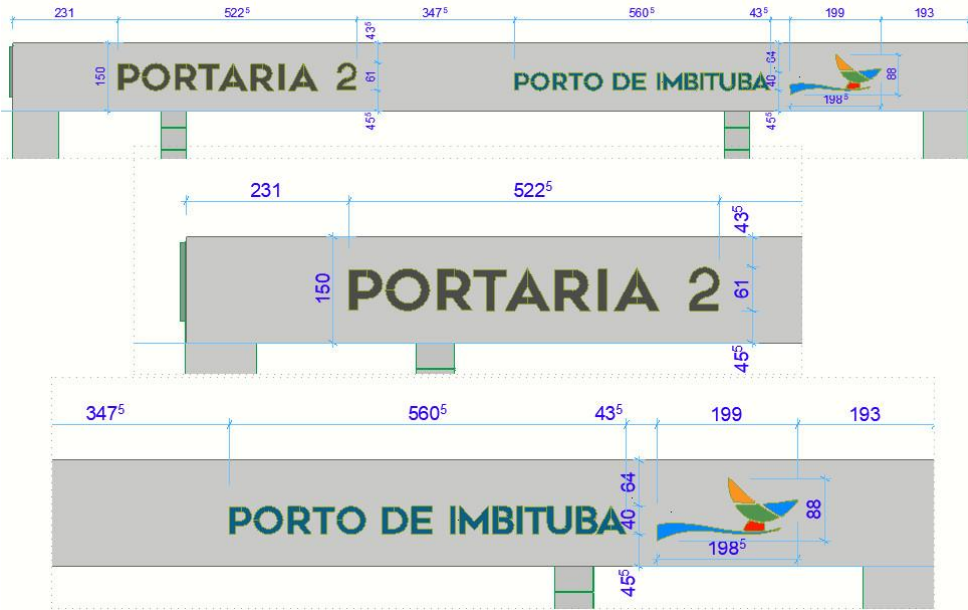 231 522⁵ 347⁵ 560⁵ 43⁵ 199 193
43⁵
150 PORTARIA 2 61 PORTO DE IMBITUBA 64 40 88
198⁵
45⁵ 45⁵
231 522⁵
43⁵
150 PORTARIA 2 61
45⁵
347⁵ 560⁵ 43⁵ 199 193
64
PORTO DE IMBITUBA 40 88
198⁵
45⁵